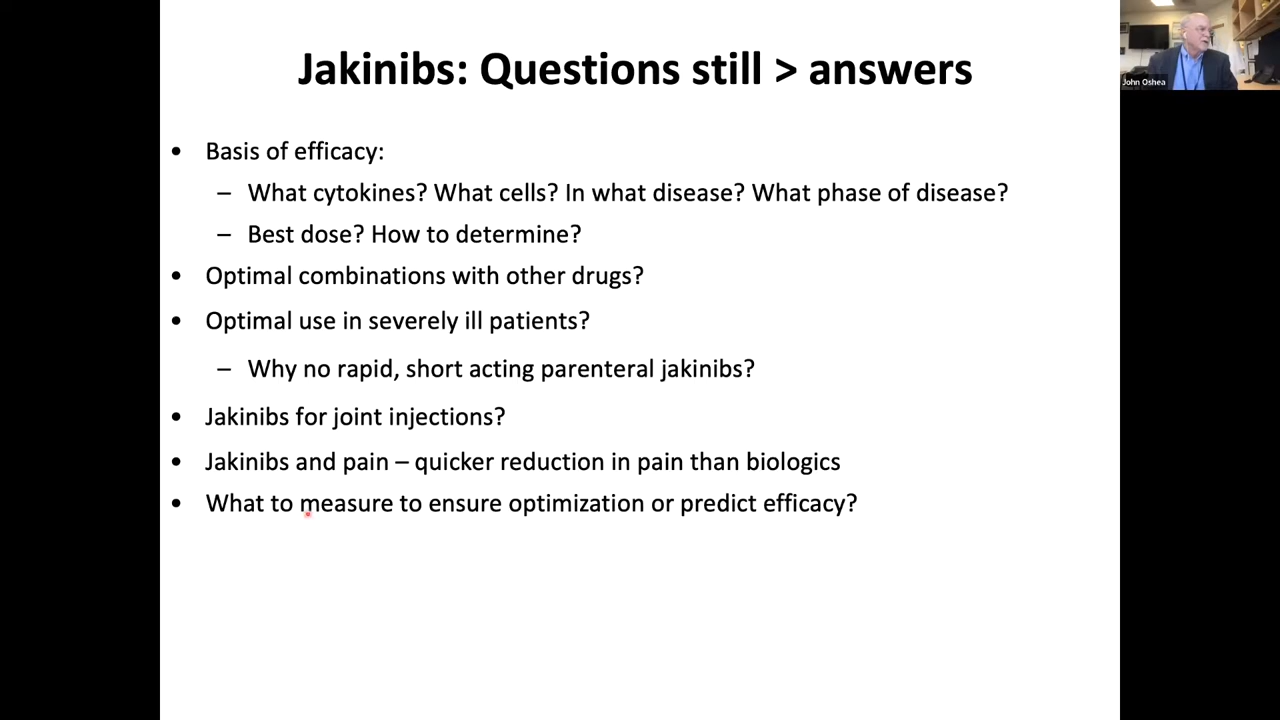 Jakinibs: Questions still > answers
John Oshea
• Basis of efficacy:
– What cytokines? What cells? In what disease? What phase of disease?
– Best dose? How to determine?
• Optimal combinations with other drugs?
• Optimal use in severely ill patients?
– Why no rapid, short acting parenteral jakinibs?
• Jakinibs for joint injections?
• Jakinibs and pain – quicker reduction in pain than biologics
• What to measure to ensure optimization or predict efficacy?